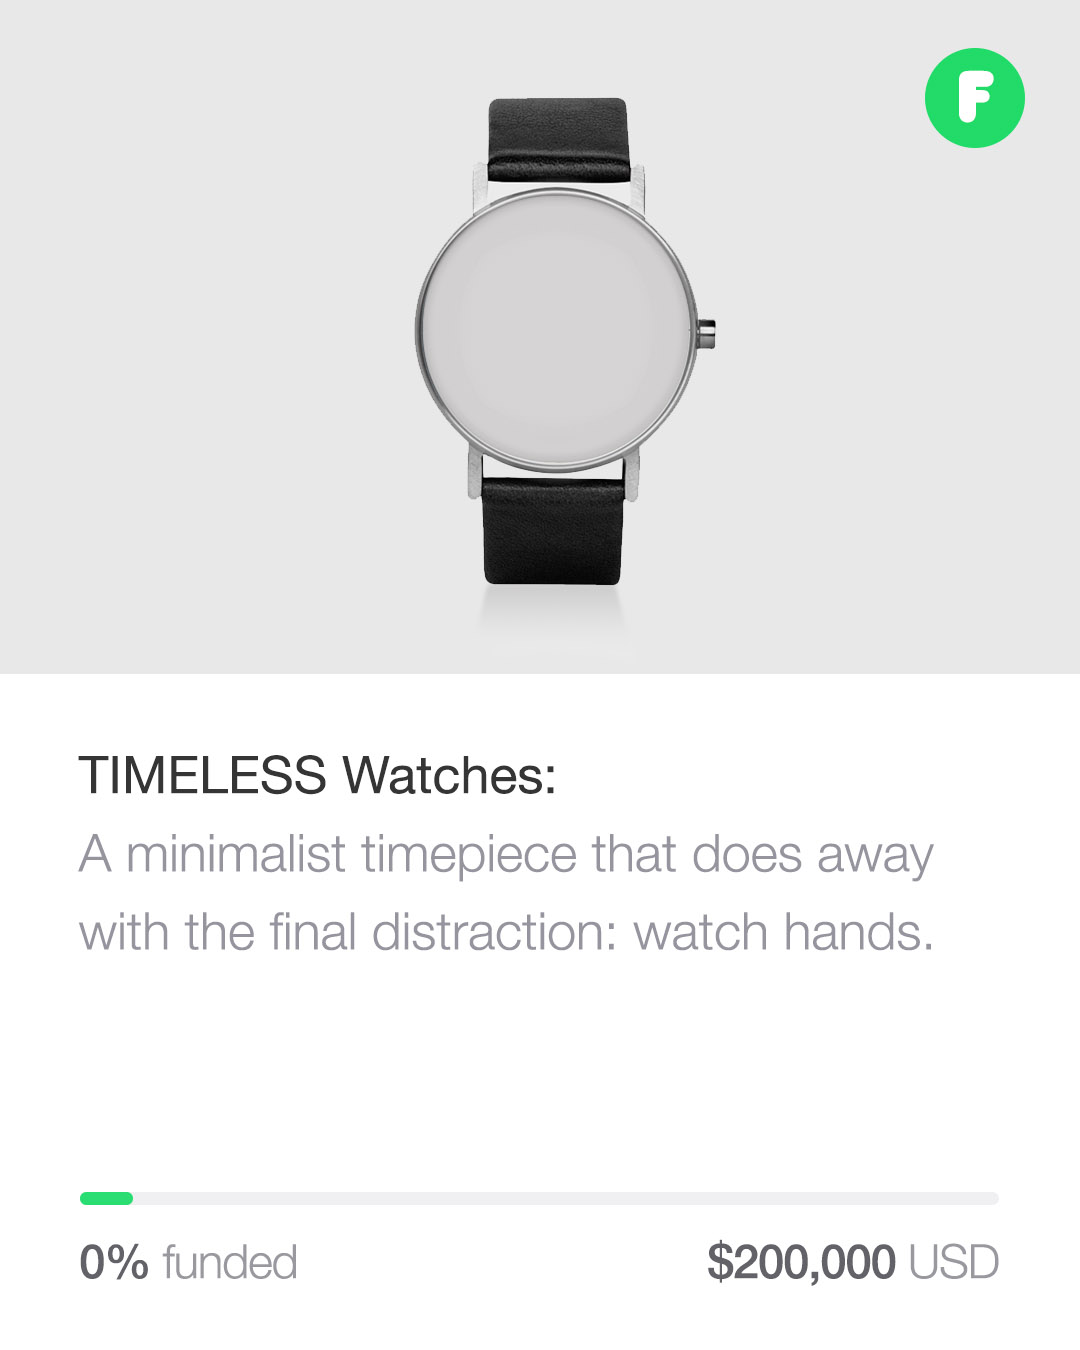 F
TIMELESS Watches:
A minimalist timepiece that does away
with the final distraction: watch hands.
0% funded
$200,000 USD